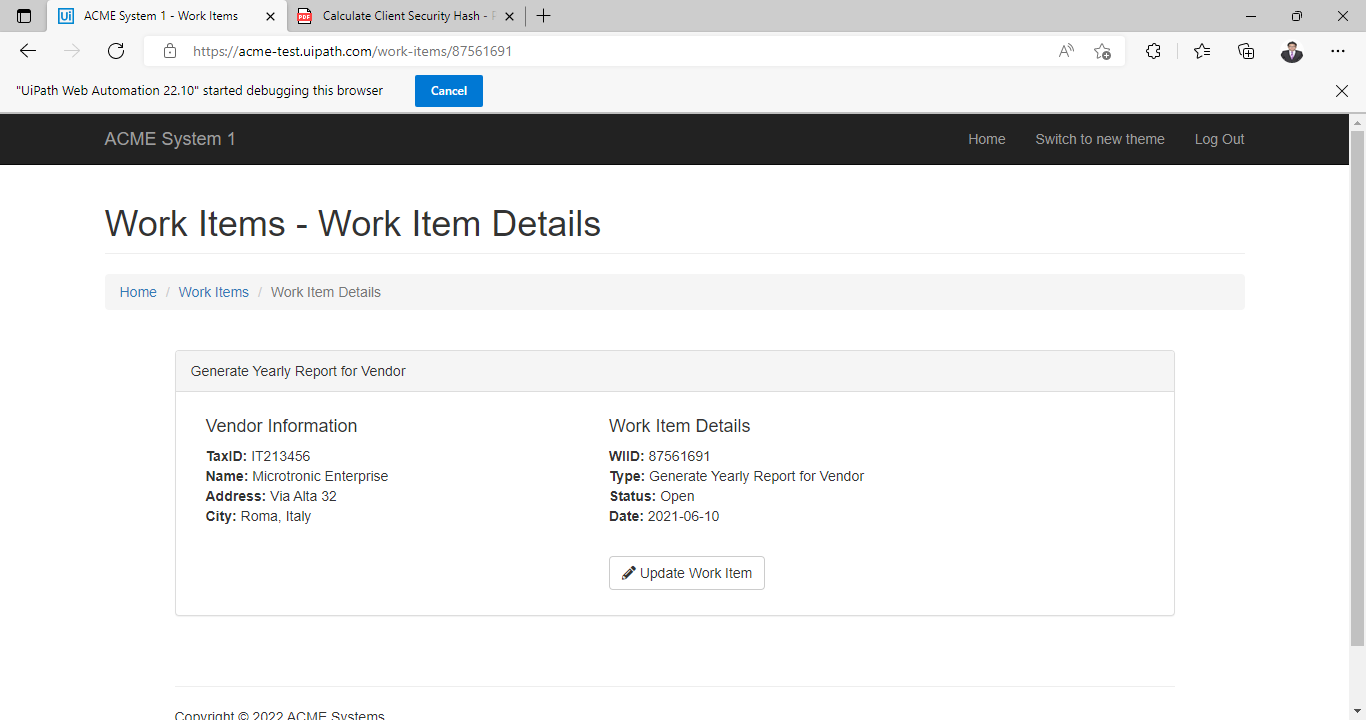 ACME System 1 - Work Items
Calculate Client Security Hash -
https://acme-test.uipath.com/work-items/87561691
"UiPath Web Automation 22.10" started debugging this browser
Cancel
ACME System 1
Home
Switch to new theme
Log Out
Work Items - Work Item Details
Home / Work Items / Work Item Details
Generate Yearly Report for Vendor
Vendor Information
TaxID: IT213456
Name: Microtronic Enterprise
Address: Via Alta 32
City: Roma, Italy
Work Item Details
WIID: 87561691
Type: Generate Yearly Report for Vendor
Status: Open
Date: 2021-06-10
Update Work Item
Copyright © 2022 ACME Systems